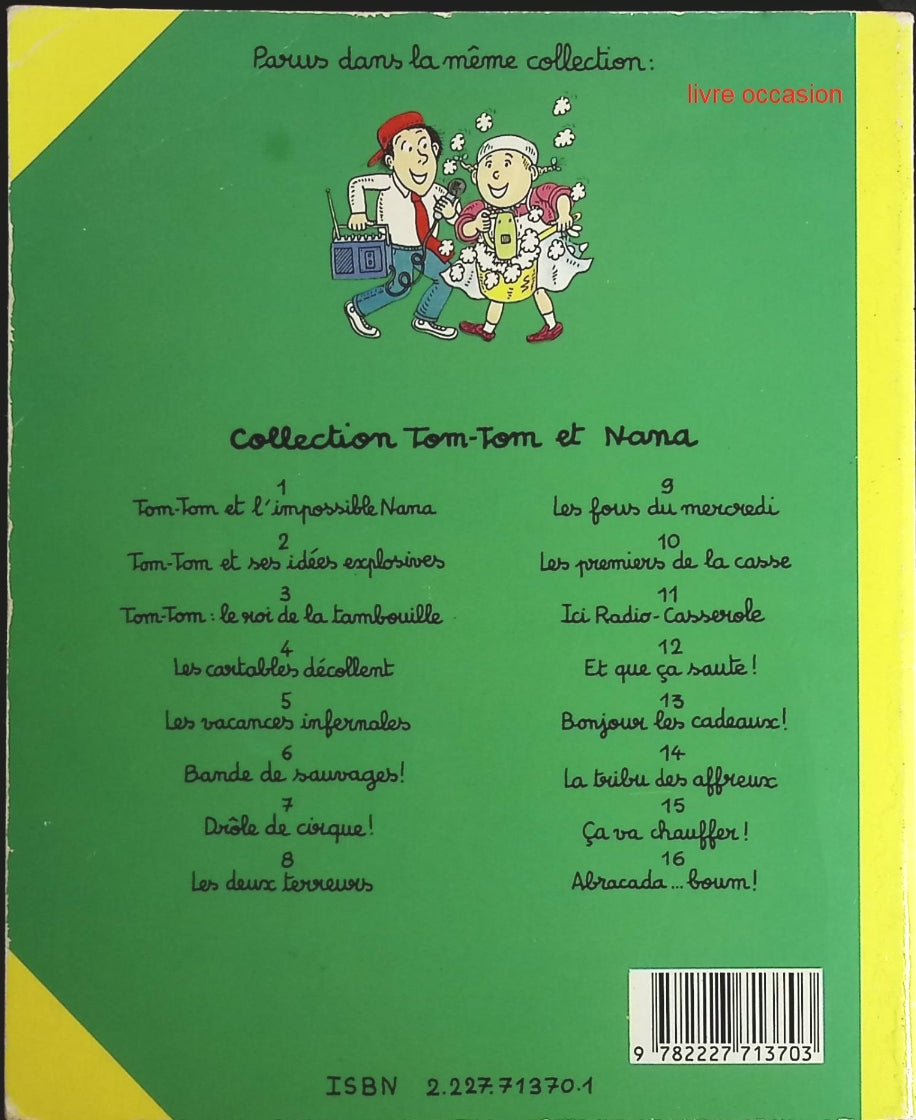 Parus dans la même collection:
livre occasion
Collection Tom-Tom et Nana
1
Tom-Tom et l'impossible Nana
2
Tom-Tom et ses idées explosives
3
Tom-Tom : le roi de la tambouille
4
Les cartables décollent
5
Les vacances infernales
6
Bande de sauvages!
7
Drôle de cirque!
8
Les deux terreurs
9
Les fous du mercredi
10
Les premiers de la casse
11
Ici Radio-Casserole
12
Et que ça saute!
13
Bonjour les cadeaux!
14
La tribu des affreux
15
Ça va chauffer!
16
Abracada...boum!
9 782227 713703
ISBN 2.227.71370.1